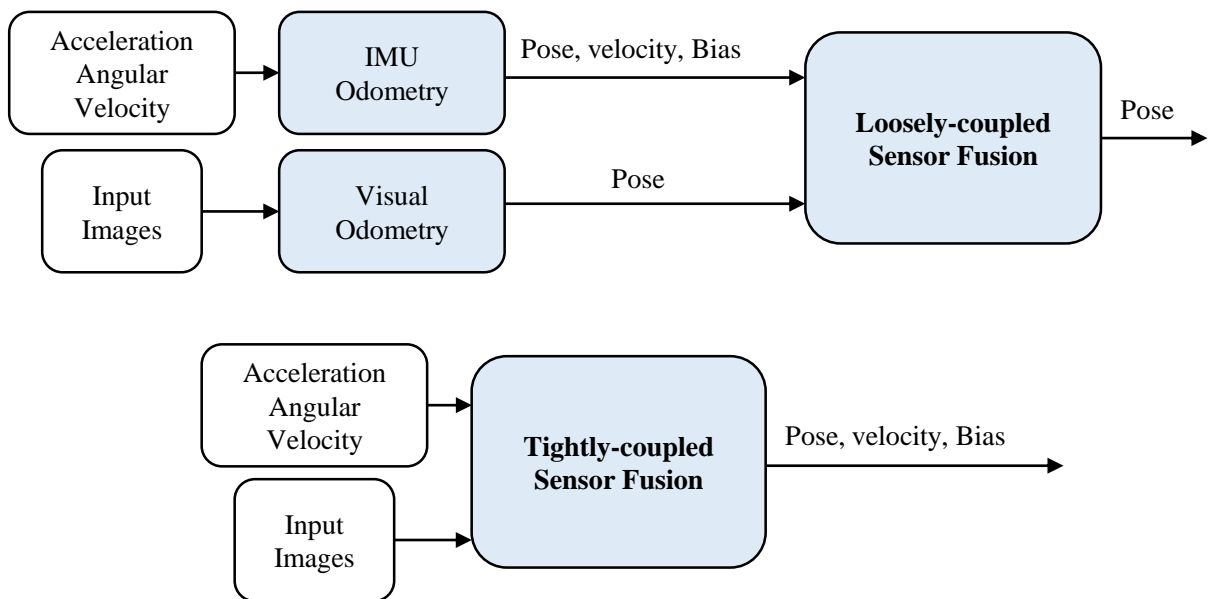 Acceleration
Angular
Velocity
IMU
Odometry
Pose, velocity, Bias
Loosely-coupled
Sensor Fusion
Pose
Input
Images
Visual
Odometry
Pose
Acceleration
Angular
Velocity
Tightly-coupled
Sensor Fusion
Pose, velocity, Bias
Input
Images